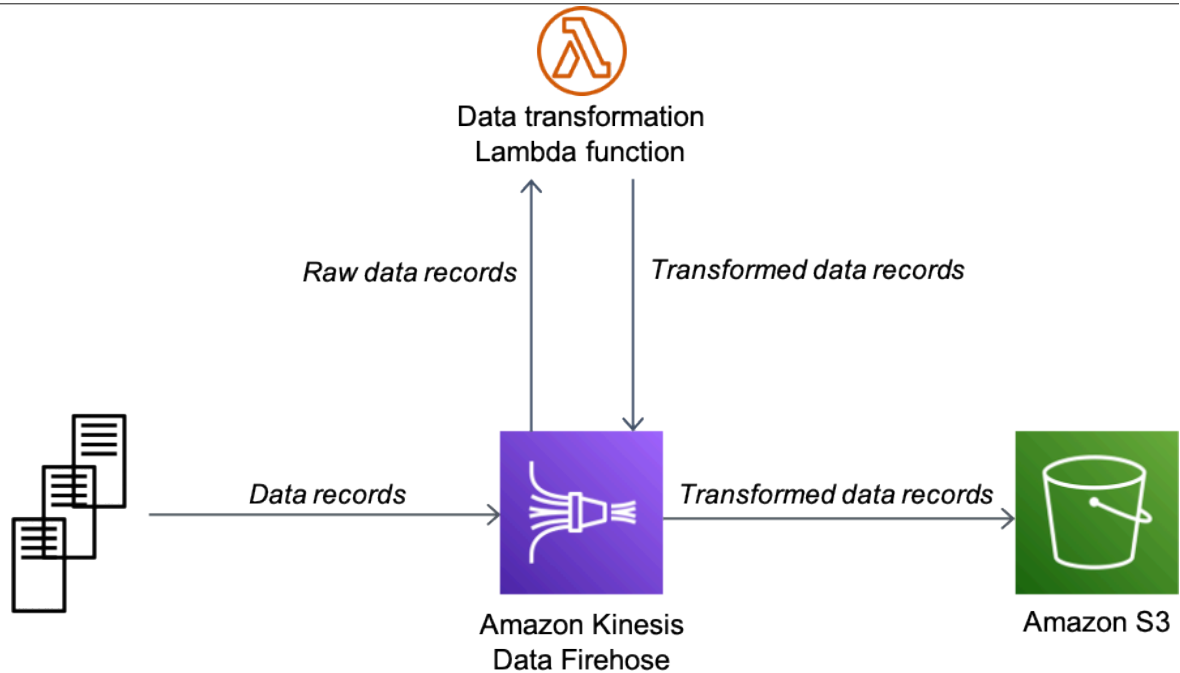 Data transformation
Lambda function
Raw data records
Transformed data records
Data records
Transformed data records
Amazon Kinesis
Data Firehose
Amazon S3